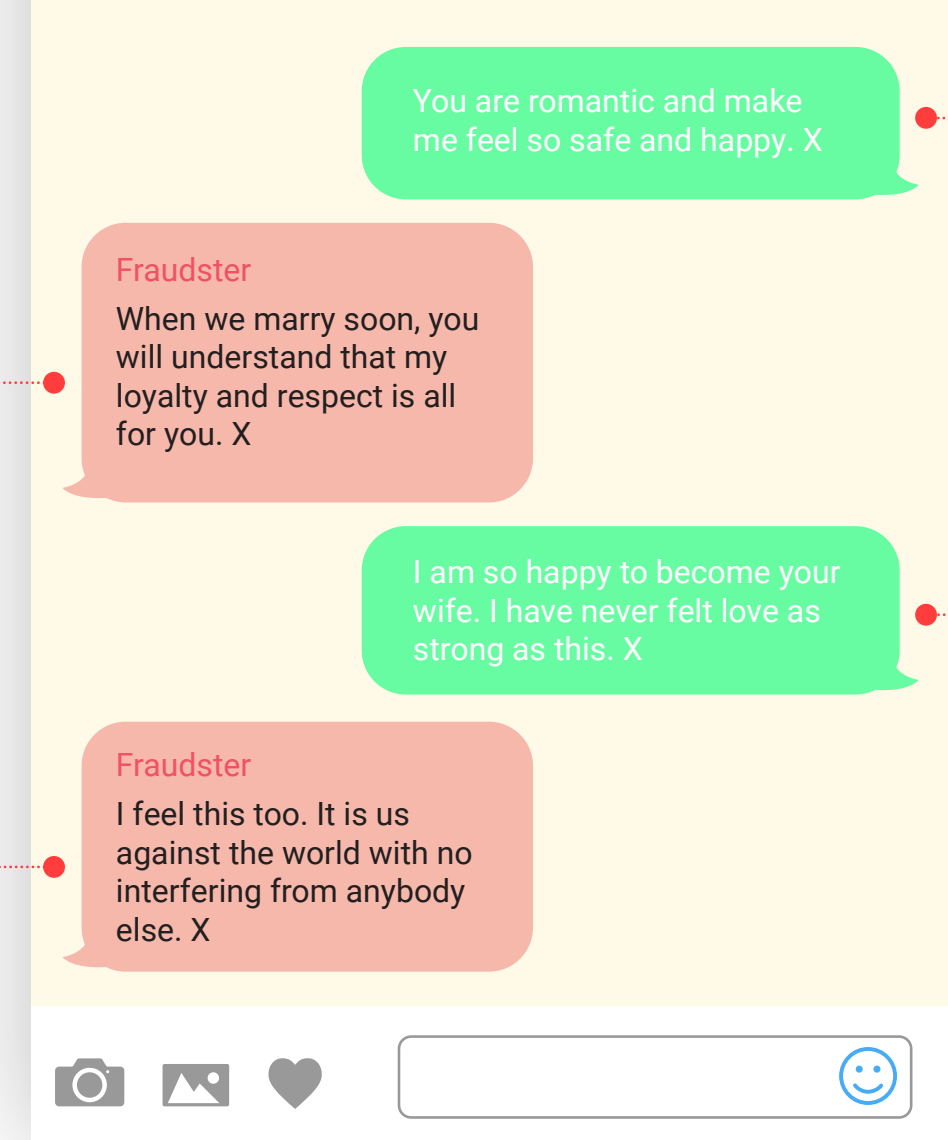 You are romantic and make
me feel so safe and happy. X
Fraudster
When we marry soon, you
will understand that my
loyalty and respect is all
for you. X
I am so happy to become your
wife. I have never felt love as
strong as this. X
Fraudster
I feel this too. It is us
against the world with no
interfering from anybody
else. X